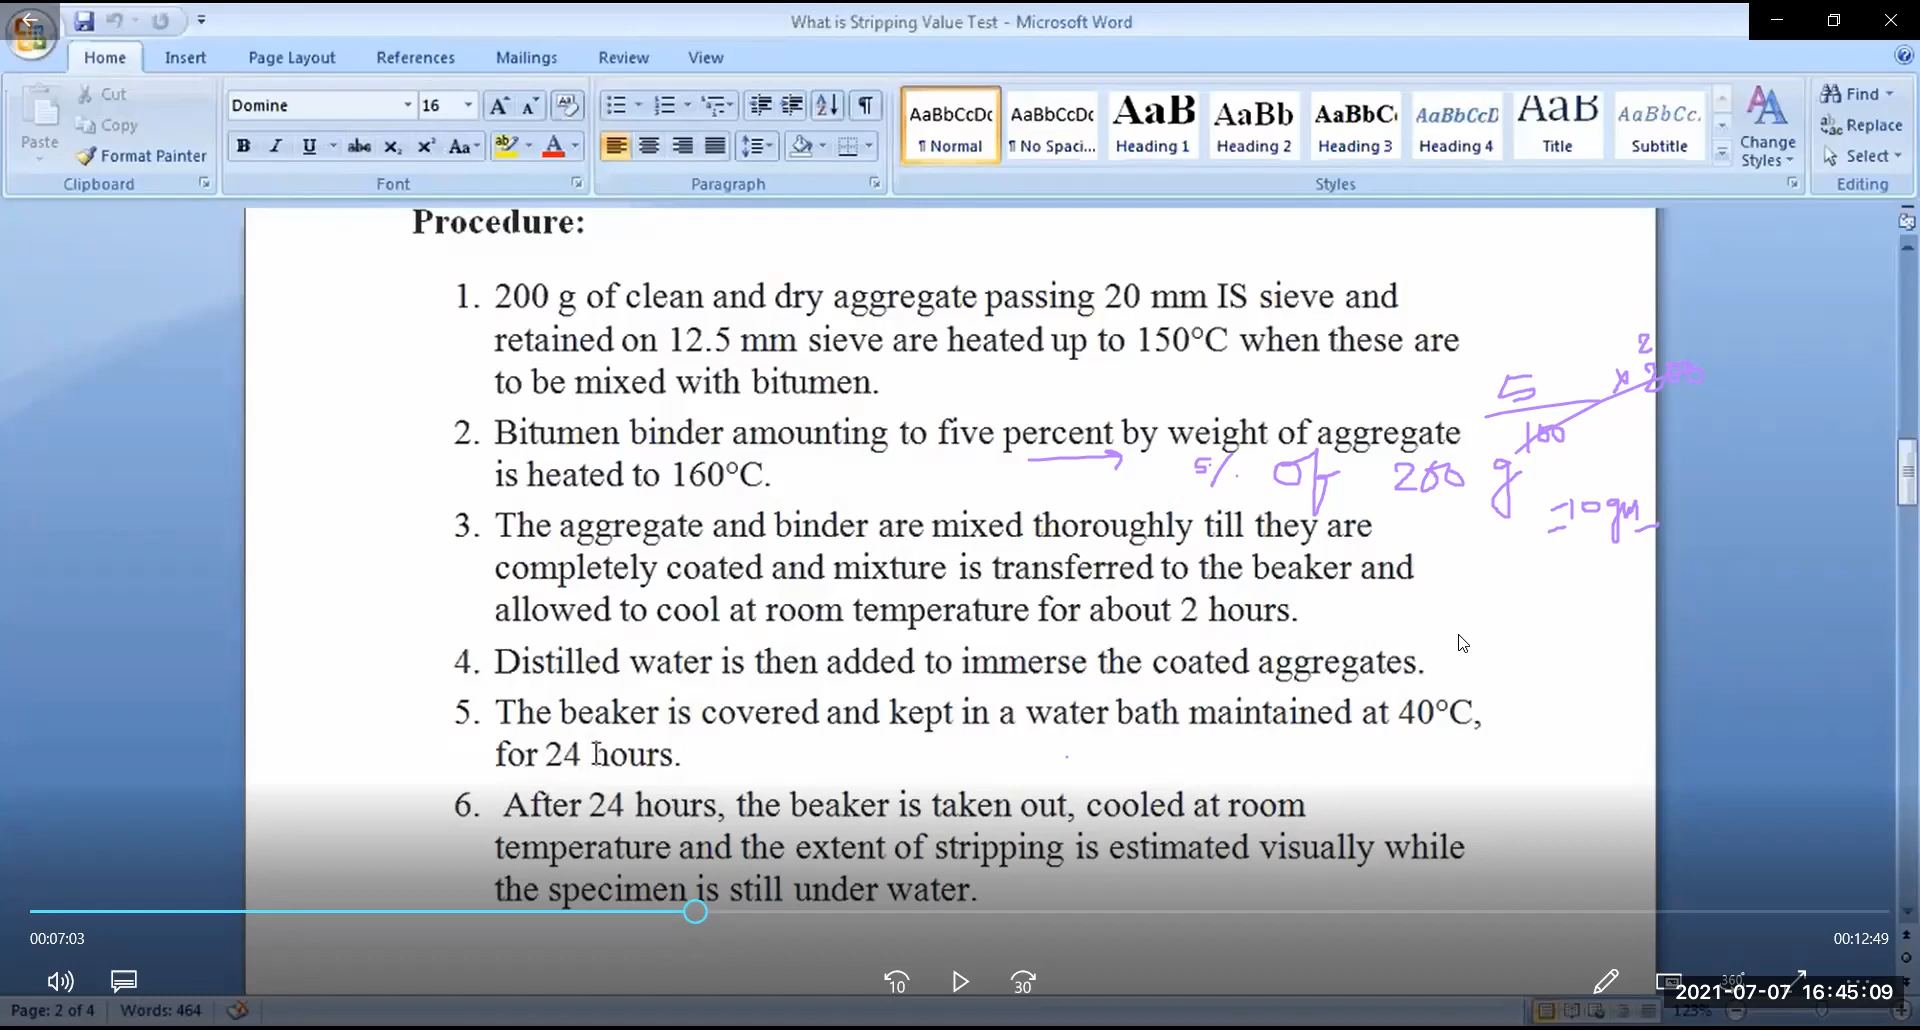 What is Stripping Value Test - Microsoft Word
Home Insert Page Layout References Mailings Review View
Cut
Copy
Format Painter
Paste
Clipboard
Domine 16
Font
Paragraph
AaBbCcDc AaBbCcDc AaB AaBb AaBbC AaBbCcD AaB AaBbCc.
¶ Normal ¶ No Spaci... Heading 1 Heading 2 Heading 3 Heading 4 Title Subtitle
Styles
Change Styles
Find
Replace
Select
Editing
Procedure:
1. 200 g of clean and dry aggregate passing 20 mm IS sieve and
retained on 12.5 mm sieve are heated up to 150°C when these are
to be mixed with bitumen.
2. Bitumen binder amounting to five percent by weight of aggregate
is heated to 160°C.
3. The aggregate and binder are mixed thoroughly till they are
completely coated and mixture is transferred to the beaker and
allowed to cool at room temperature for about 2 hours.
4. Distilled water is then added to immerse the coated aggregates.
5. The beaker is covered and kept in a water bath maintained at 40°C,
for 24 hours.
6. After 24 hours, the beaker is taken out, cooled at room
temperature and the extent of stripping is estimated visually while
the specimen is still under water.
2
5 x 200
100
5% of 200 g
=10gm
00:07:03
00:12:49
10 30
2021-07-07 16:45:09
Page: 2 of 4 Words: 464 123%